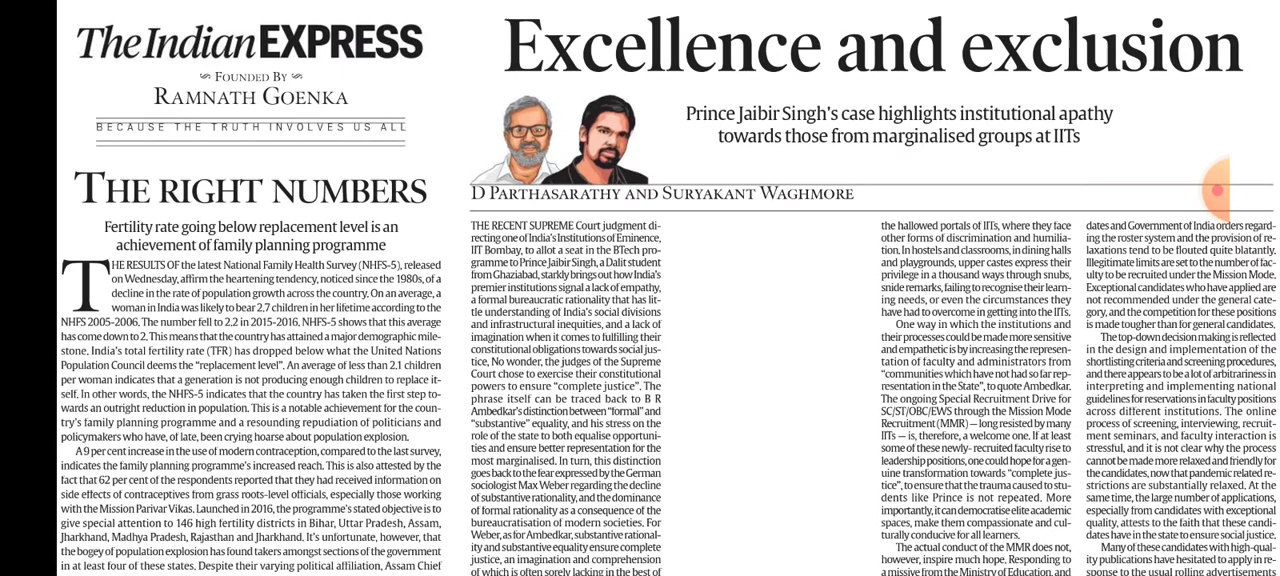 The Indian EXPRESS
FOUNDED BY
RAMNATH GOENKA
BECAUSE THE TRUTH INVOLVES US ALL
THE RIGHT NUMBERS
Fertility rate going below replacement level is an
achievement of family planning programme
THE RESULTS OF the latest National Family Health Survey (NHFS-5), released
on Wednesday, affirm the heartening tendency, noticed since the 1980s, of a
decline in the rate of population growth across the country. On an average, a
woman in India was likely to bear 2.7 children in her lifetime according to the
NHFS 2005-2006. The number fell to 2.2 in 2015-2016. NHFS-5 shows that this average
has come down to 2. This means that the country has attained a major demographic mile-
stone. India's total fertility rate (TFR) has dropped below what the United Nations
Population Council deems the "replacement level". An average of less than 2.1 children
per woman indicates that a generation is not producing enough children to replace it-
self. In other words, the NHFS-5 indicates that the country has taken the first step to-
wards an outright reduction in population. This is a notable achievement for the coun-
try's family planning programme and a resounding repudiation of politicians and
policymakers who have, of late, been crying hoarse about population explosion.
A 9 per cent increase in the use of modern contraception, compared to the last survey,
indicates the family planning programme's increased reach. This is also attested by the
fact that 62 per cent of the respondents reported that they had received information on
side effects of contraceptives from grass roots-level officials, especially those working
with the Mission Parivar Vikas. Launched in 2016, the programme's stated objective is to
give special attention to 146 high fertility districts in Bihar, Uttar Pradesh, Assam,
Jharkhand, Madhya Pradesh, Rajasthan and Jharkhand. It's unfortunate, however, that
the bogey of population explosion has found takers amongst sections of the government
in at least four of these states. Despite their varying political affiliation, Assam Chief
Excellence and exclusion
Prince Jaibir Singh's case highlights institutional apathy
towards those from marginalised groups at IITs
D PARTHASARATHY AND SURYAKANT WAGHMORE
THE RECENT SUPREME Court judgment di-
recting one of India's Institutions of Eminence,
IIT Bombay, to allot a seat in the BTech pro-
gramme to Prince Jaibir Singh, a Dalit student
from Ghaziabad, starkly brings out how India's
premier institutions signal a lack of empathy,
a formal bureaucratic rationality that has lit-
tle understanding of India's social divisions
and infrastructural inequities, and a lack of
imagination when it comes to fulfilling their
constitutional obligations towards social jus-
tice. No wonder, the judges of the Supreme
Court chose to exercise their constitutional
powers to ensure "complete justice". The
phrase itself can be traced back to B R
Ambedkar's distinction between "formal" and
"substantive" equality, and his stress on the
role of the state to both equalise opportuni-
ties and ensure better representation for the
most marginalised. In turn, this distinction
goes back to the fear expressed by the German
sociologist Max Weber regarding the decline
of substantive rationality, and the dominance
of formal rationality as a consequence of the
bureaucratisation of modern societies. For
Weber, as for Ambedkar, substantive rational-
ity and substantive equality ensure complete
justice, an imagination and comprehension
of which is often sorely lacking in the best of
the hallowed portals of IITs, where they face
other forms of discrimination and humilia-
tion. In hostels and classrooms, in dining halls
and playgrounds, upper castes express their
privilege in a thousand ways through snubs,
snide remarks, failing to recognise their learn-
ing needs, or even the circumstances they
have had to overcome in getting into the IITs.
One way in which the institutions and
their processes could be made more sensitive
and empathetic is by increasing the represen-
tation of faculty and administrators from
"communities which have not had so far rep-
resentation in the State", to quote Ambedkar.
The ongoing Special Recruitment Drive for
SC/ST/OBC/EWS through the Mission Mode
Recruitment (MMR) — long resisted by many
IITs — is, therefore, a welcome one. If at least
some of these newly- recruited faculty rise to
leadership positions, one could hope for a gen-
uine transformation towards "complete jus-
tice", to ensure that the trauma caused to stu-
dents like Prince is not repeated. More
importantly, it can democratise elite academic
spaces, make them compassionate and cul-
turally conducive for all learners.
The actual conduct of the MMR does not,
however, inspire much hope. Responding to
a missive from the Ministry of Education, and
dates and Government of India orders regard-
ing the roster system and the provision of re-
laxations tend to be flouted quite blatantly.
Illegitimate limits are set to the number of fac-
ulty to be recruited under the Mission Mode.
Exceptional candidates who have applied are
not recommended under the general cate-
gory, and the competition for these positions
is made tougher than for general candidates.
The top-down decision making is reflected
in the design and implementation of the
shortlisting criteria and screening procedures,
and there appears to be a lot of arbitrariness in
interpreting and implementing national
guidelines for reservations in faculty positions
across different institutions. The online
process of screening, interviewing, recruit-
ment seminars, and faculty interaction is
stressful, and it is not clear why the process
cannot be made more relaxed and friendly for
the candidates, now that pandemic related re-
strictions are substantially relaxed. At the
same time, the large number of applications,
especially from candidates with exceptional
quality, attests to the faith that these candi-
dates have in the state to ensure social justice.
Many of these candidates with high-qual-
ity publications have hesitated to apply in re-
sponse to the usual rolling advertisements